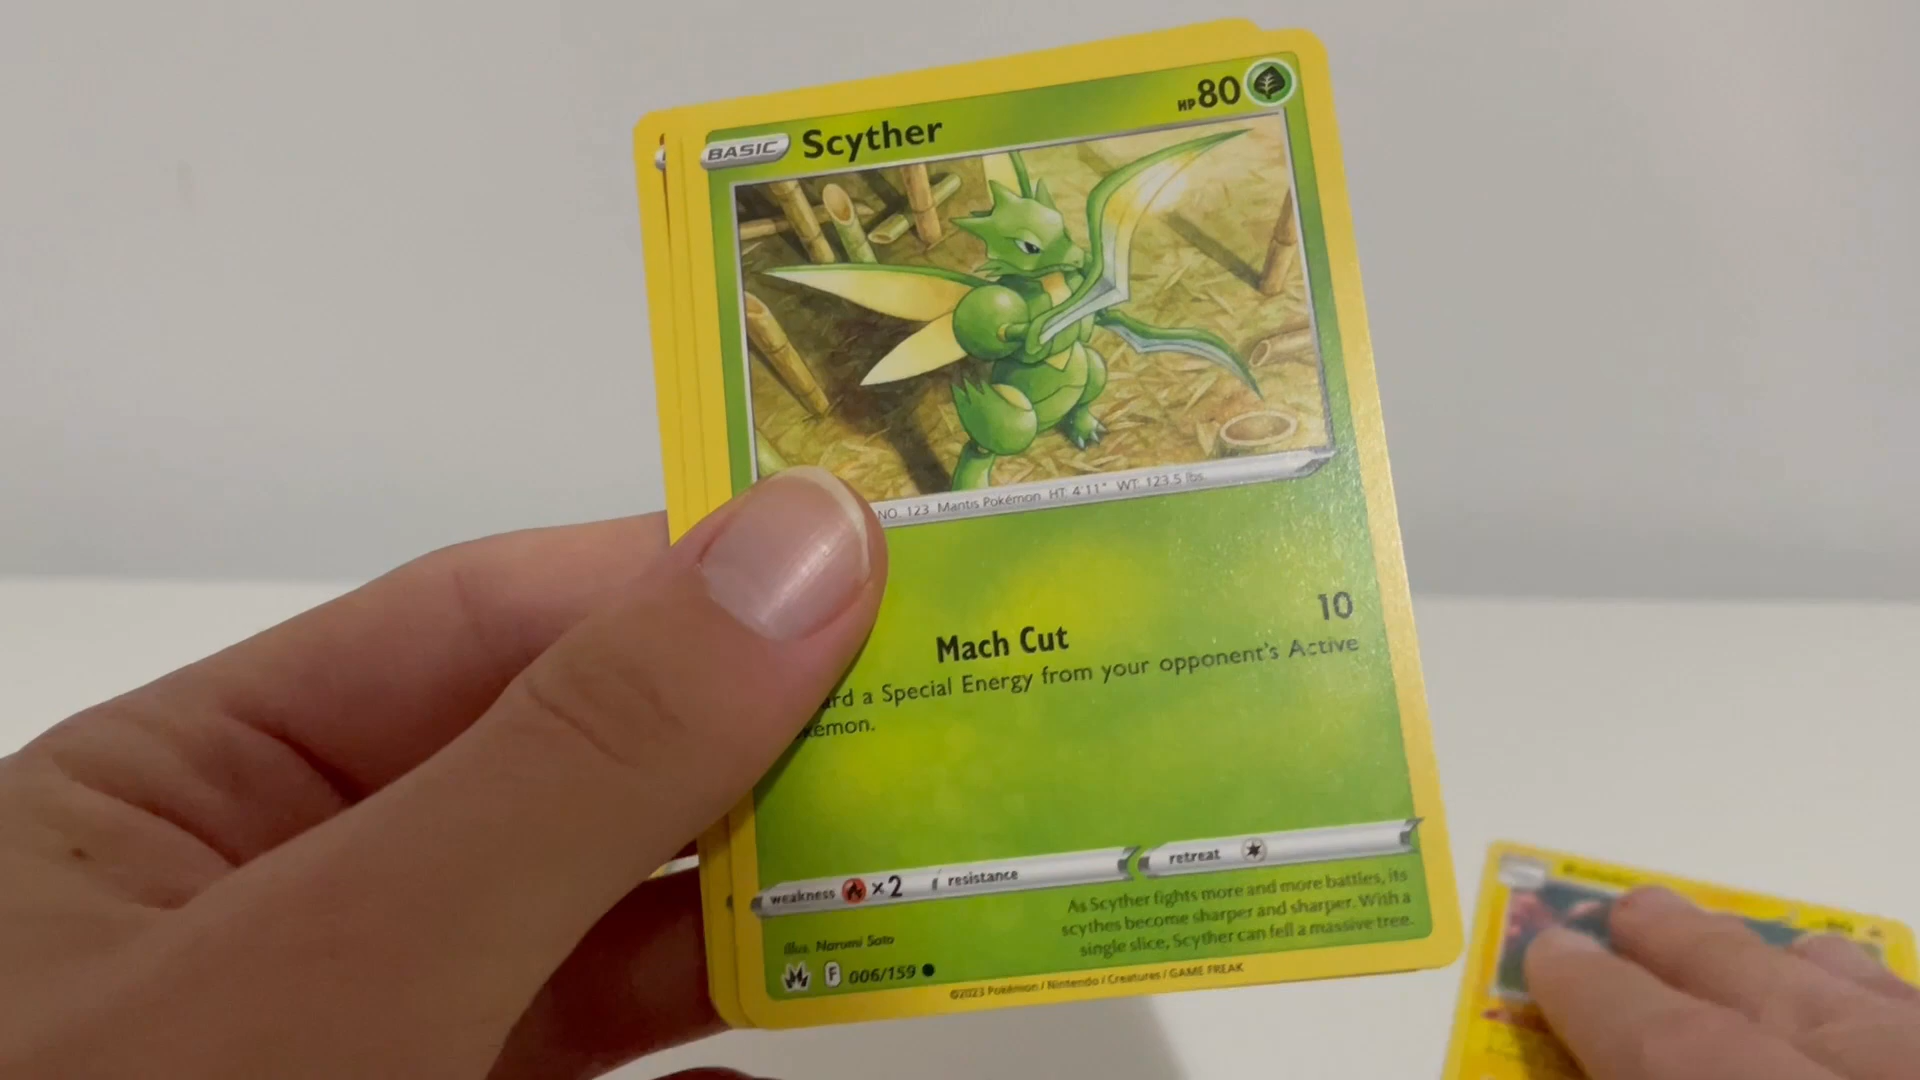 BASIC Scyther HP 80
NO. 123 Mantis Pokémon HT. 4'11" WT. 123.5 lbs.
Mach Cut 10
a Special Energy from your opponent's Active
weakness ×2 resistance retreat
As Scyther fights more and more battles, its
scythes become sharper and sharper. With a
single slice, Scyther can fell a massive tree.
Illus. Narumi Sato
F 006/159
©2023 Pokémon / Nintendo / Creatures / GAME FREAK